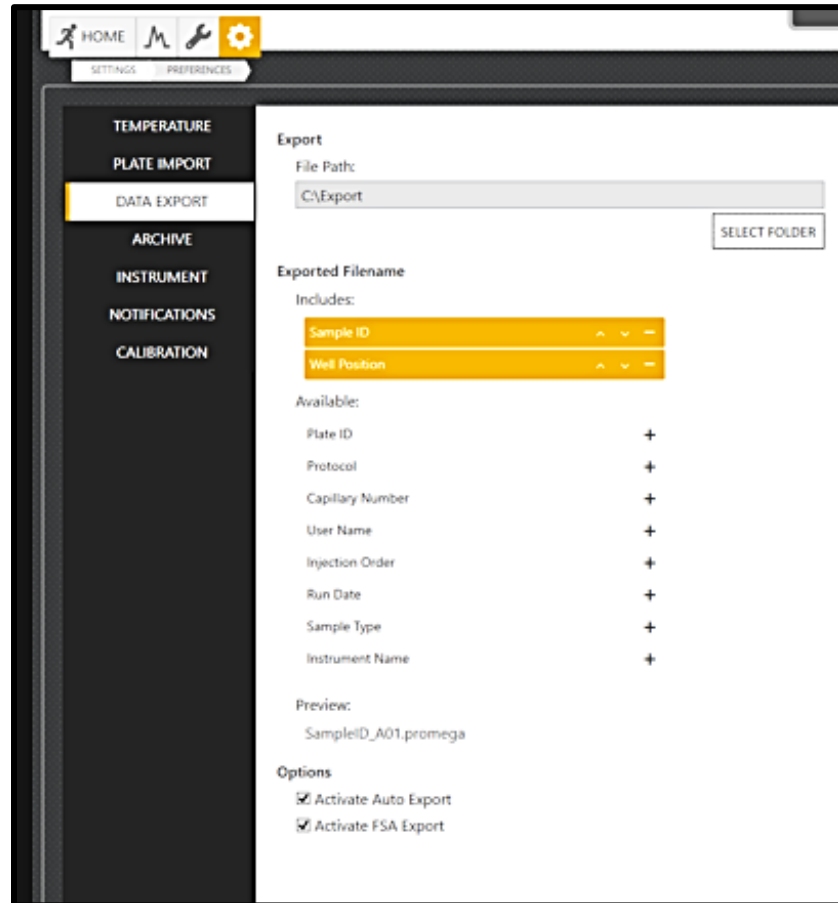 HOME
SETTINGS PREFERENCES
TEMPERATURE
PLATE IMPORT
DATA EXPORT
ARCHIVE
INSTRUMENT
NOTIFICATIONS
CALIBRATION
Export
File Path:
C:\Export
SELECT FOLDER
Exported Filename
Includes:
Sample ID
Well Position
Available:
Plate ID
Protocol
Capillary Number
User Name
Injection Order
Run Date
Sample Type
Instrument Name
Preview:
SampleID_A01.promega
Options
Activate Auto Export
Activate FSA Export